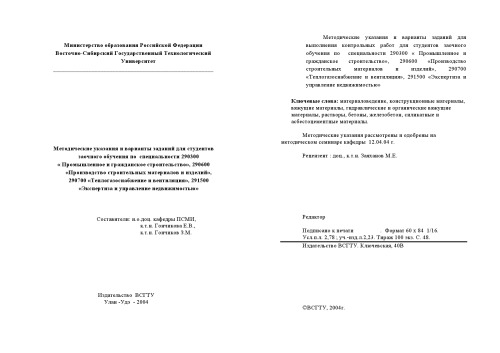 Министерство образования Российской Федерации
Восточно-Сибирский Государственный Технологический
Университет
Методические указания и варианты заданий для студентов
заочного обучения по специальности 290300
« Промышленное и гражданское строительство», 290600
«Производство строительных материалов и изделий»,
290700 «Теплогазоснабжение и вентиляция», 291500
«Экспертиза и управление недвижимостью»
Составители: и.о.доц. кафедры ПСМИ,
к.т.н. Гончикова Е.В.,
к.т.н. Гончиков З.М.
Издательство ВСГТУ
Улан -Удэ - 2004
Методические указания и варианты заданий для
выполнения контрольных работ для студентов заочного
обучения по специальности 290300 « Промышленное и
гражданское строительство», 290600 «Производство
строительных материалов и изделий», 290700
«Теплогазоснабжение и вентиляция», 291500 «Экспертиза и
управление недвижимостью»
Ключевые слова: материаловедение, конструкционные материалы,
вяжущие материалы, гидравлические и органические вяжущие
материалы, растворы, бетоны, железобетон, силикатные и
асбестоцементные материалы.
Методические указания рассмотрены и одобрены на
методическом семинаре кафедры 12.04.04 г.
Рецензент : доц., к.т.н. Заяханов М.Е.
Редактор
Подписано к печати Формат 60 х 84 1/16.
Усл.п.л. 2,78 ; уч.-изд.л.2,23. Тираж 100 экз. С. 48.
Издательство ВСГТУ. Ключевская, 40В
©ВСГТУ, 2004г.